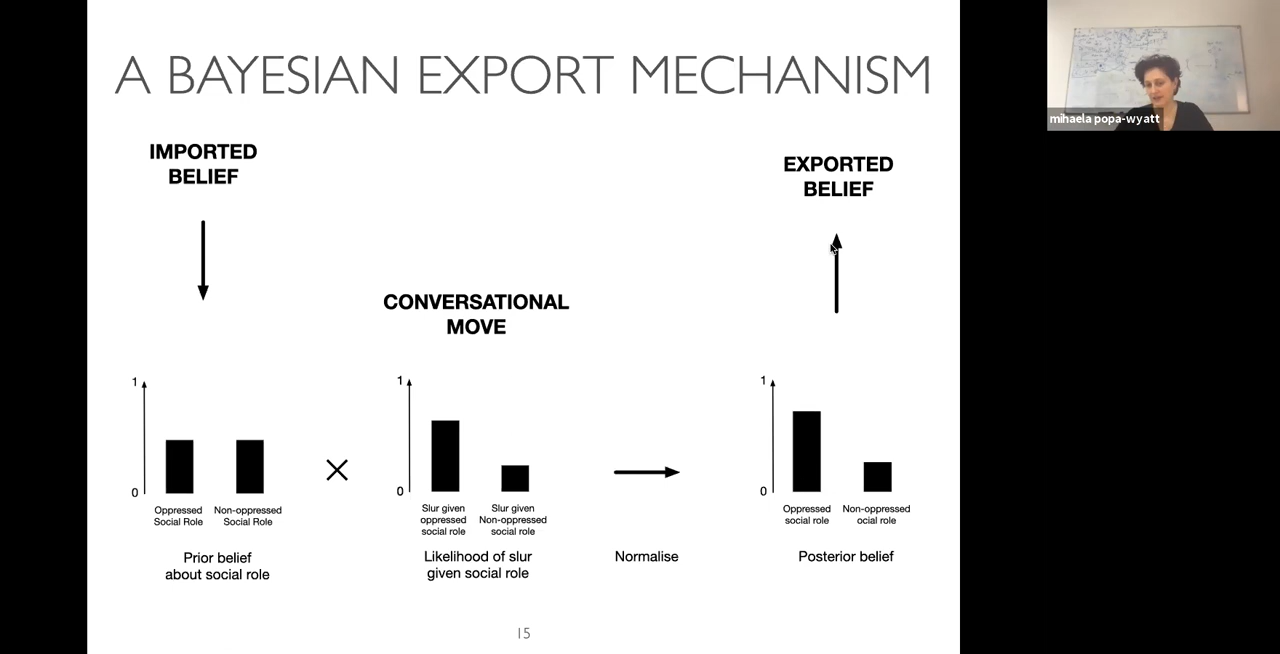 A BAYESIAN EXPORT MECHANISM
mihaela popa-wyatt
IMPORTED
BELIEF
EXPORTED
BELIEF
CONVERSATIONAL
MOVE
1
0
Oppressed
Social Role
Non-oppressed
Social Role
Prior belief
about social role
×
1
0
Slur given
oppressed
social role
Slur given
Non-oppressed
social role
Likelihood of slur
given social role
Normalise
1
0
Oppressed
social role
Non-oppressed
ocial role
Posterior belief
15